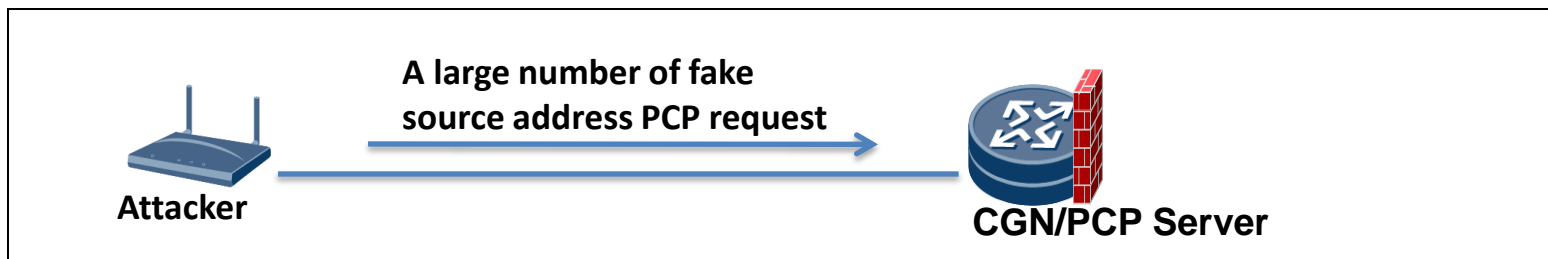 A large number of fake
source address PCP request
Attacker
CGN/PCP Server